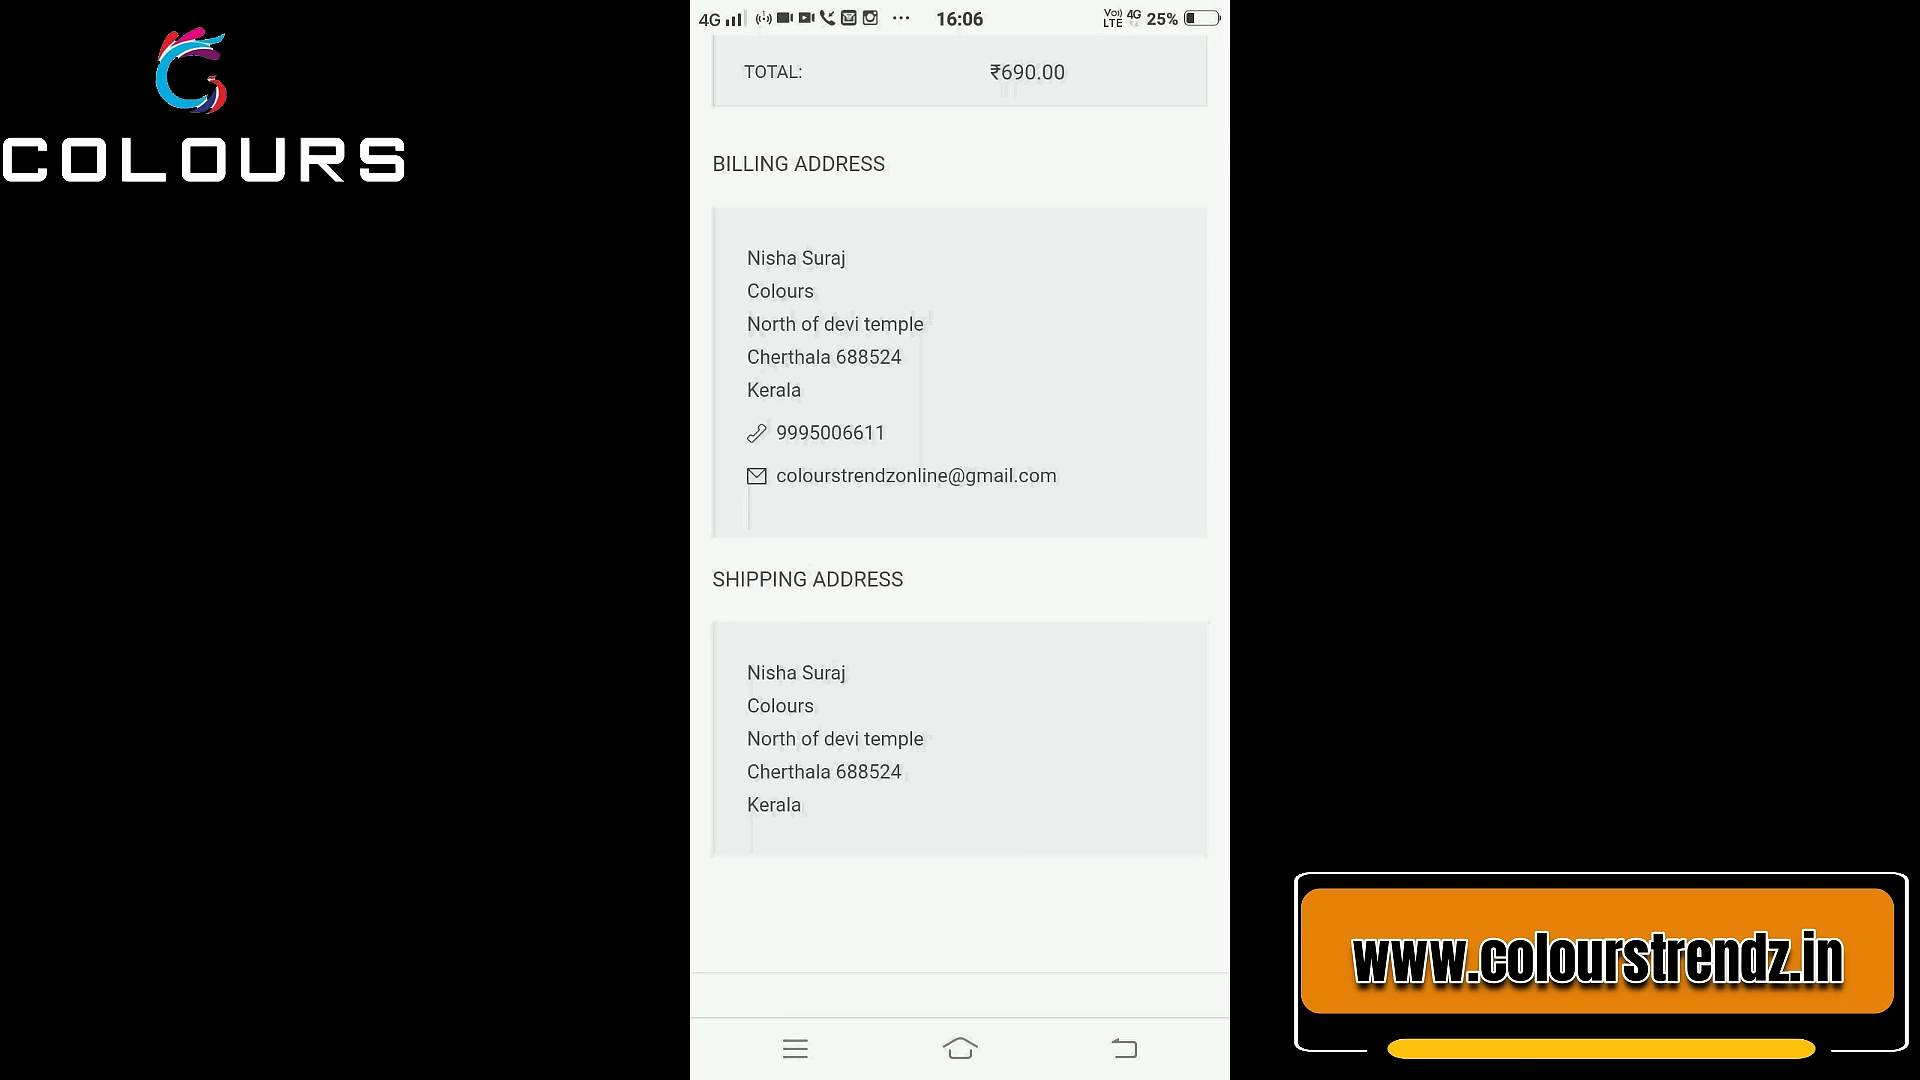 COLOURS
4G 16:06 Vo)) LTE 4G 25%
TOTAL: ₹690.00
BILLING ADDRESS
Nisha Suraj
Colours
North of devi temple
Cherthala 688524
Kerala
9995006611
colourstrendzonline@gmail.com
SHIPPING ADDRESS
Nisha Suraj
Colours
North of devi temple
Cherthala 688524
Kerala
www.colourstrendz.in